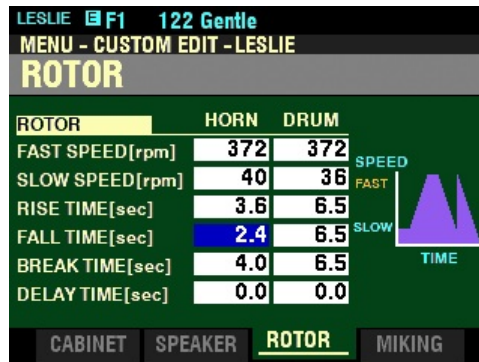 LESLIE E F1 122 Gentle
MENU - CUSTOM EDIT - LESLIE
ROTOR
ROTOR HORN DRUM
FAST SPEED[rpm] 372 372
SLOW SPEED[rpm] 40 36
RISE TIME[sec] 3.6 6.5
FALL TIME[sec] 2.4 6.5
BREAK TIME[sec] 4.0 6.5
DELAY TIME[sec] 0.0 0.0
SPEED
FAST
SLOW
TIME
CABINET SPEAKER ROTOR MIKING